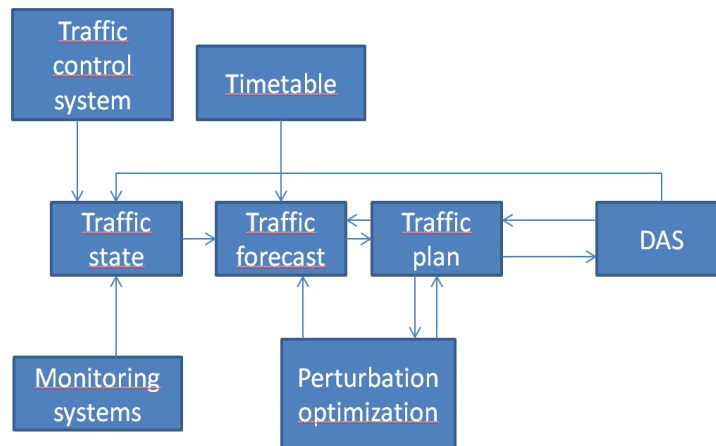 Traffic
control
system
Timetable
Traffic
state
Traffic
forecast
Traffic
plan
DAS
Monitoring
systems
Perturbation
optimization